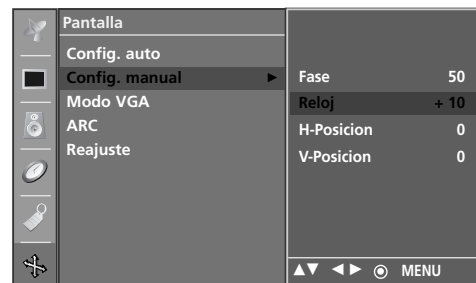 Pantalla
Config. auto
Config. manual ►
Modo VGA
ARC
Reajuste
Fase 50
Reloj + 10
H-Posicion 0
V-Posicion 0
▲▼ ◄► ◉ MENU